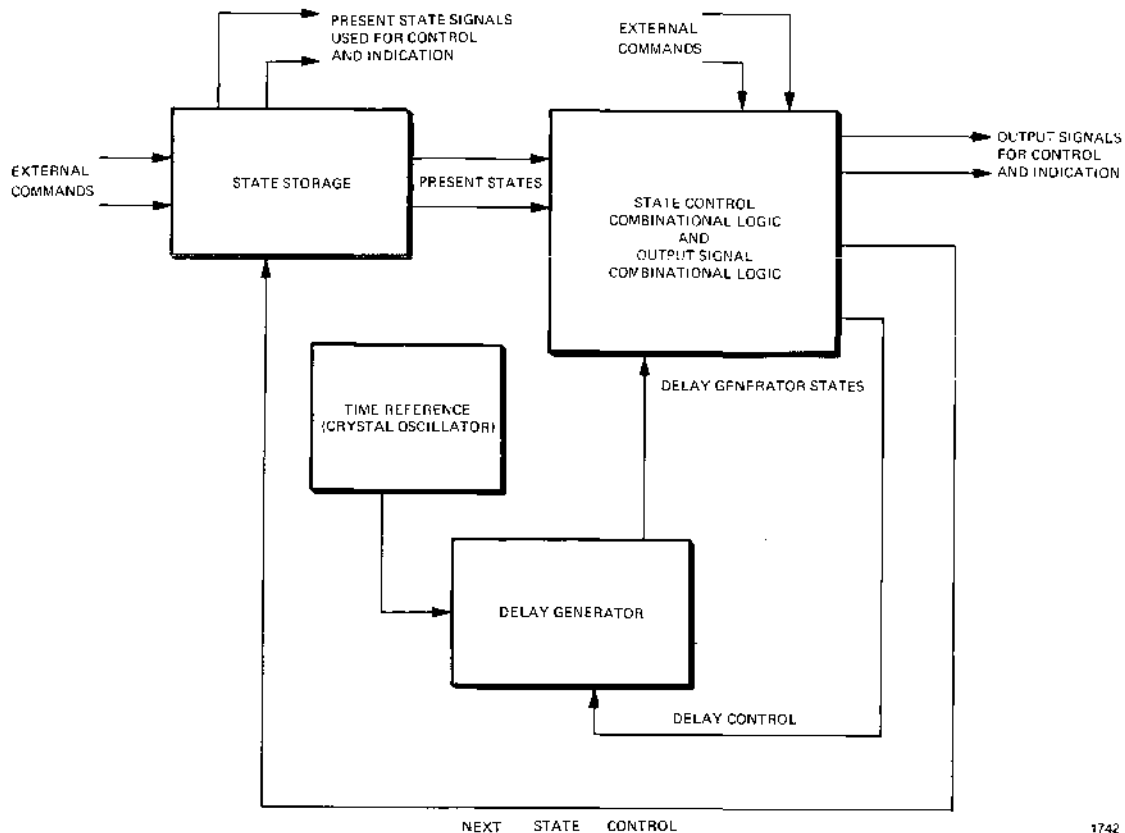 PRESENT STATE SIGNALS
USED FOR CONTROL
AND INDICATION
EXTERNAL
COMMANDS
EXTERNAL
COMMANDS
STATE STORAGE
PRESENT STATES
STATE CONTROL
COMBINATIONAL LOGIC
AND
OUTPUT SIGNAL
COMBINATIONAL LOGIC
OUTPUT SIGNALS
FOR CONTROL
AND INDICATION
TIME REFERENCE
(CRYSTAL OSCILLATOR)
DELAY GENERATOR STATES
DELAY GENERATOR
DELAY CONTROL
NEXT STATE CONTROL
1742